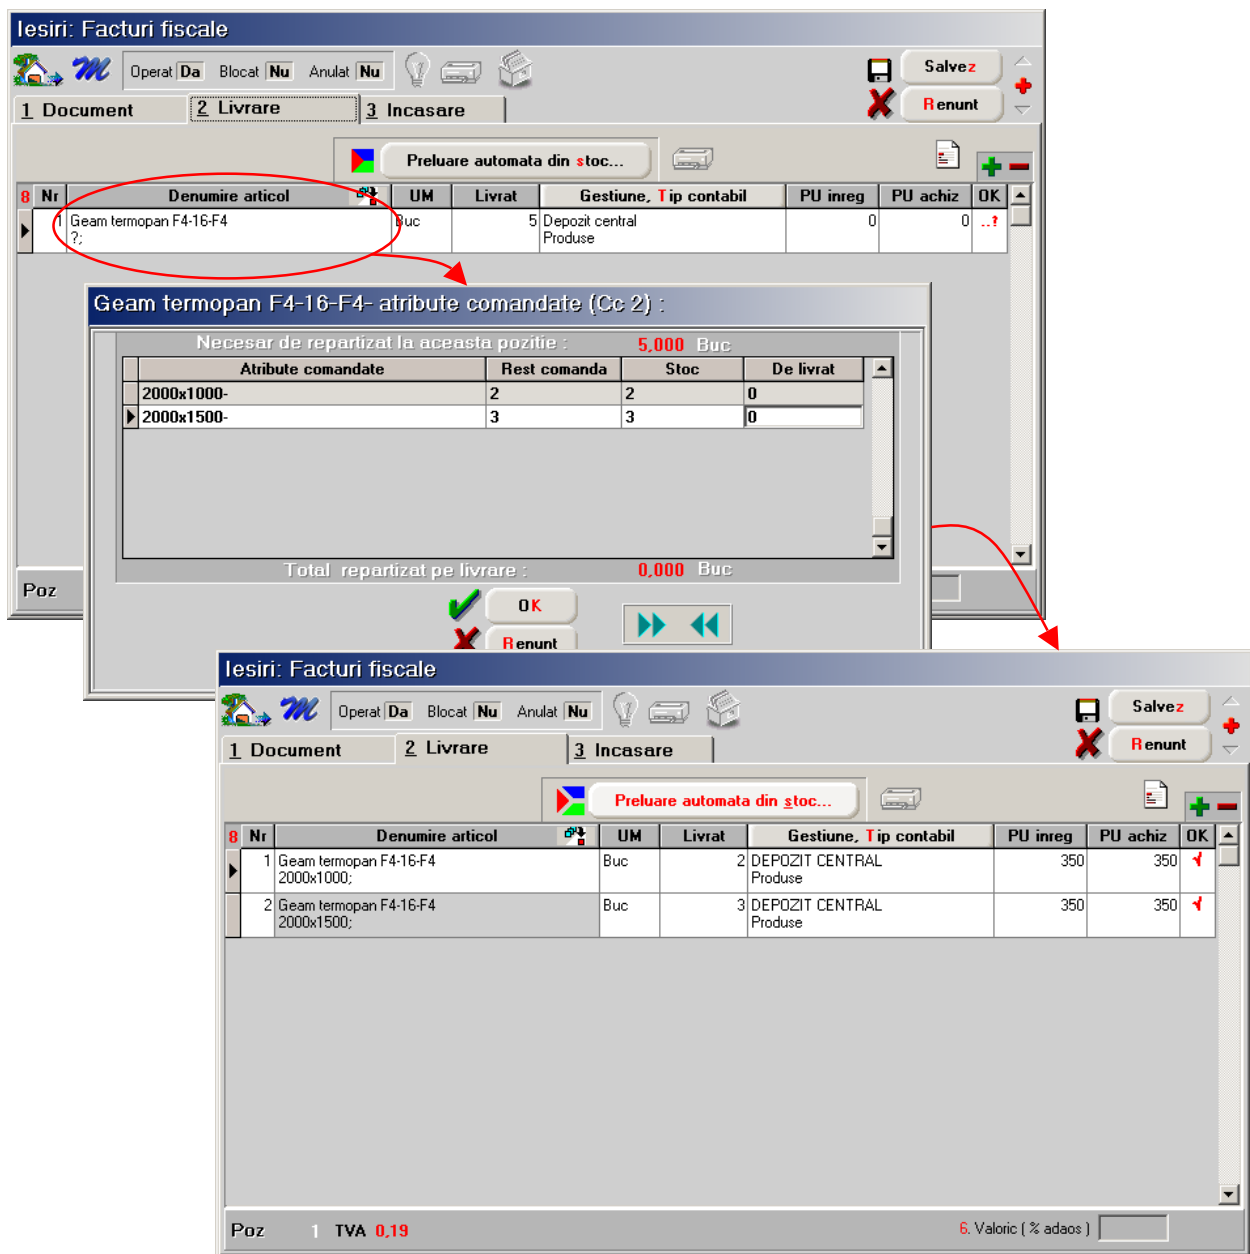 Iesiri: Facturi fiscale
Operat Da Blocat Nu Anulat Nu
Salvez
Renunt
1 Document 2 Livrare 3 Incasare
Preluare automata din stoc...
8 Nr Denumire articol UM Livrat Gestiune, Tip contabil PU inreg PU achiz OK
1 Geam termopan F4-16-F4 Buc 5 Depozit central 0 0 ..?
?; Produse
Geam termopan F4-16-F4- atribute comandate (Cc 2) :
Necesar de repartizat la aceasta pozitie : 5,000 Buc
Atribute comandate Rest comanda Stoc De livrat
2000x1000- 2 2 0
2000x1500- 3 3 0
Total repartizat pe livrare : 0,000 Buc
Poz
OK
Renunt
Iesiri: Facturi fiscale
Operat Da Blocat Nu Anulat Nu
Salvez
Renunt
1 Document 2 Livrare 3 Incasare
Preluare automata din stoc...
8 Nr Denumire articol UM Livrat Gestiune, Tip contabil PU inreg PU achiz OK
1 Geam termopan F4-16-F4 Buc 2 DEPOZIT CENTRAL 350 350
2000x1000; Produse
2 Geam termopan F4-16-F4 Buc 3 DEPOZIT CENTRAL 350 350
2000x1500; Produse
Poz 1 TVA 0,19 6. Valoric ( % adaos )